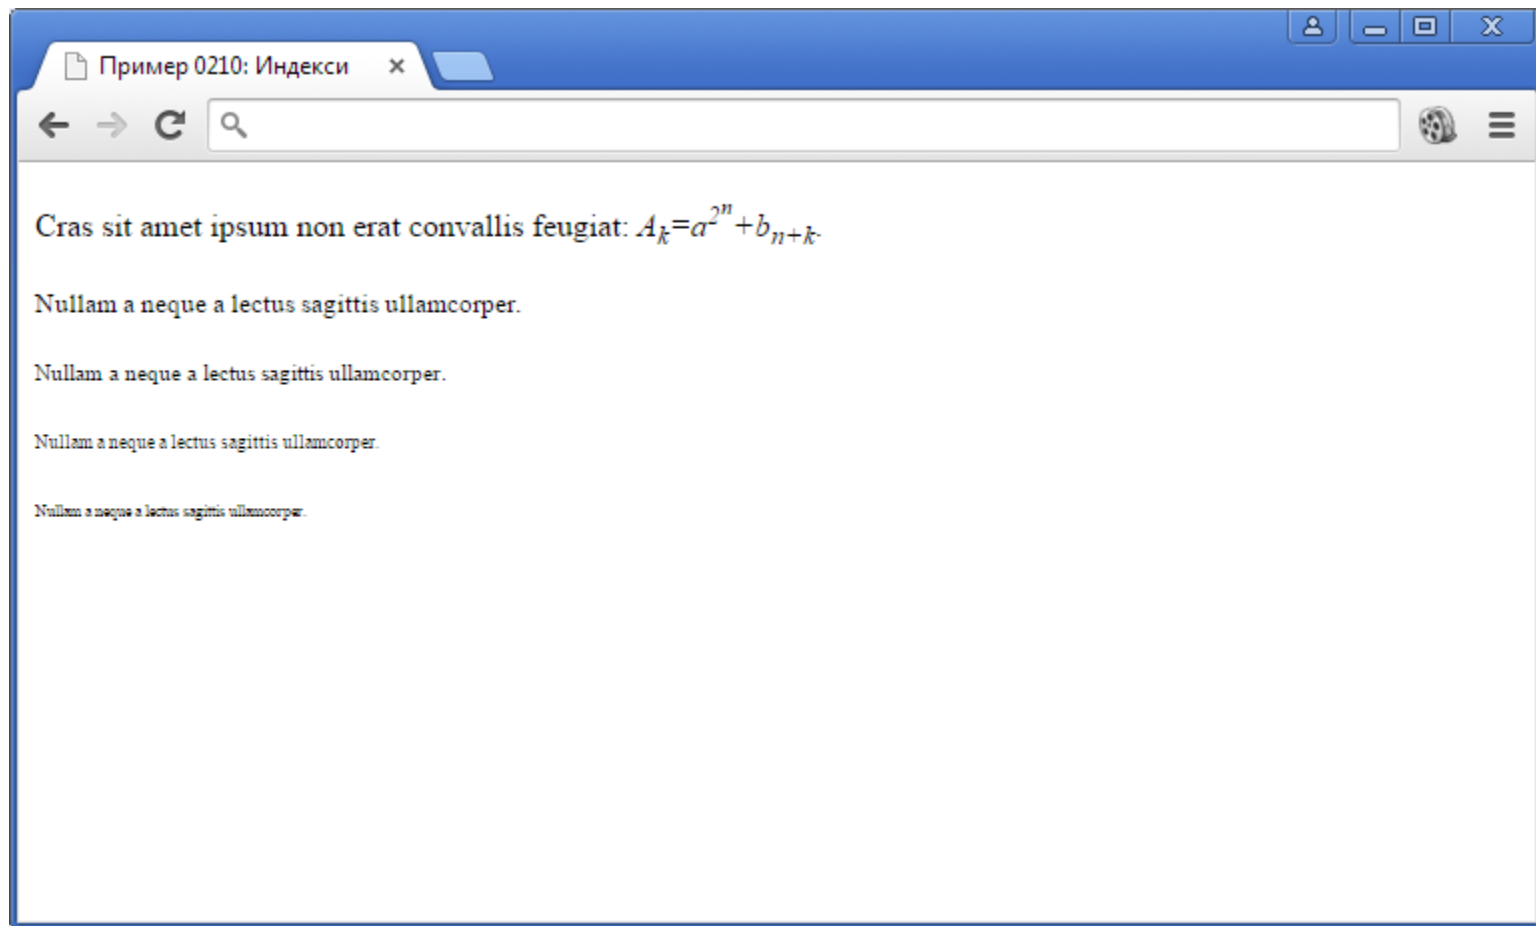 Пример 0210: Индекси
Cras sit amet ipsum non erat convallis feugiat: Aₖ=a²ⁿ+bₙ₊ₖ.
Nullam a neque a lectus sagittis ullamcorper.
Nullam a neque a lectus sagittis ullamcorper.
Nullam a neque a lectus sagittis ullamcorper.
Nullam a neque a lectus sagittis ullamcorper.